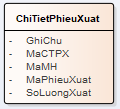 ChiTietPhieuXuat
- GhiChu
- MaCTPX
- MaMH
- MaPhieuXuat
- SoLuongXuat